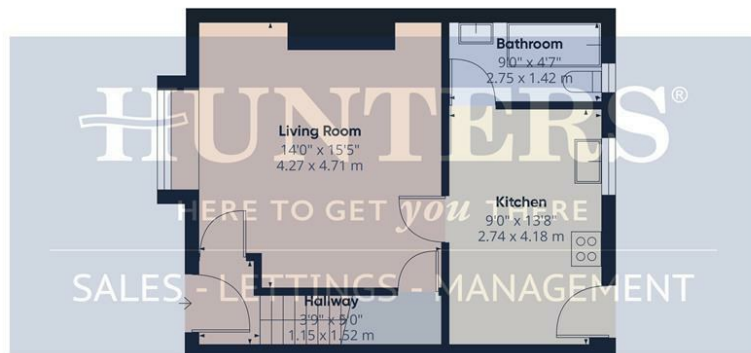 Bathroom
9'0" x 4'7"
2.75 x 1.42 m
HUNTERS®
Living Room
14'0" x 15'5"
4.27 x 4.71 m
Kitchen
9'0" x 13'8"
2.74 x 4.18 m
HERE TO GET you THERE
SALES - LETTINGS - MANAGEMENT
Hallway
3'9" x 5'0"
1.15 x 1.52 m